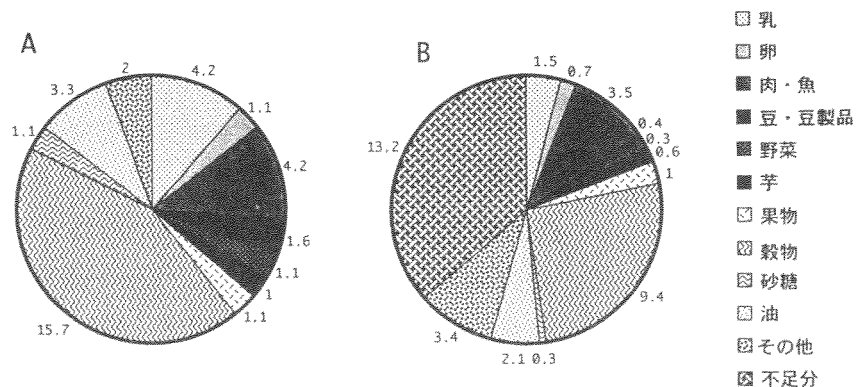 A
2
4.2
1.1
4.2
1.6
1.1
1
1.1
15.7
1.1
3.3
B
1.5
0.7
3.5
0.4
0.3
0.6
1
9.4
0.3
2.1
3.4
13.2
乳
卵
肉・魚
豆・豆製品
野菜
芋
果物
穀物
砂糖
油
その他
不足分